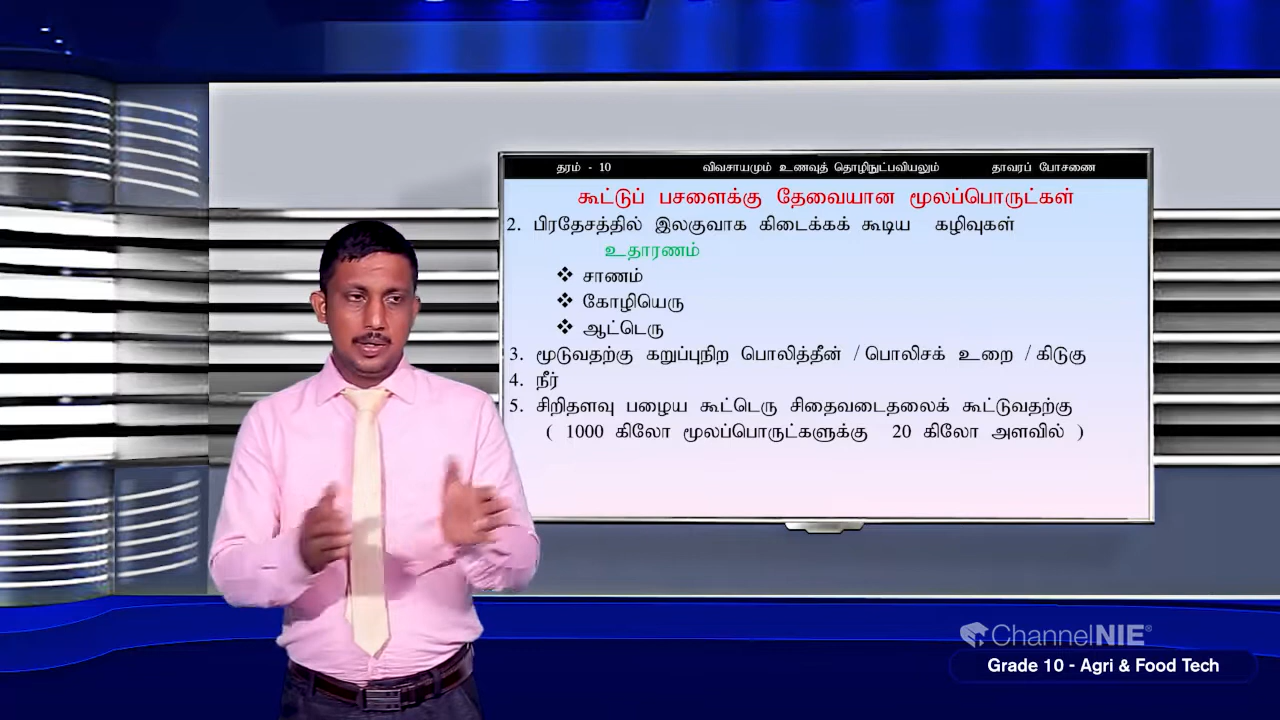 தரம் - 10 விவசாயமும் உணவுத் தொழிநுட்பவியலும் தாவரப் போசணை
கூட்டுப் பசளைக்கு தேவையான மூலப்பொருட்கள்
2. பிரதேசத்தில் இலகுவாக கிடைக்கக் கூடிய கழிவுகள்
உதாரணம்
❖ சாணம்
❖ கோழியெரு
❖ ஆட்டெரு
3. மூடுவதற்கு கறுப்புநிற பொலித்தீன் / பொலிசக் உறை / கிடுகு
4. நீர்
5. சிறிதளவு பழைய கூட்டெரு சிதைவடைதலைக் கூட்டுவதற்கு
( 1000 கிலோ மூலப்பொருட்களுக்கு 20 கிலோ அளவில் )
ChannelNIE®
Grade 10 - Agri & Food Tech